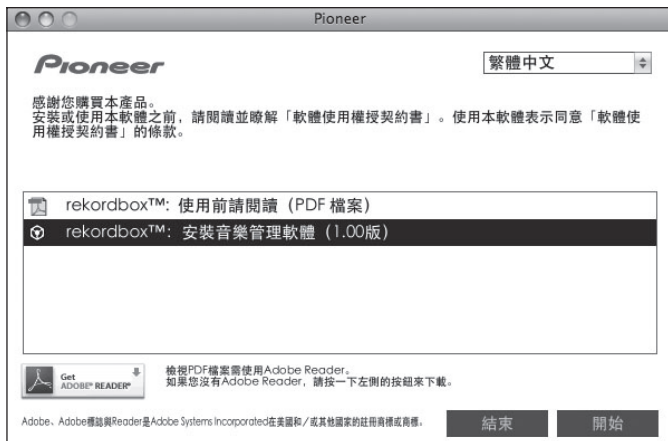 Pioneer
Pioneer
繁體中文
感謝您購買本產品。
安裝或使用本軟體之前，請閱讀並瞭解「軟體使用權授契約書」。使用本軟體表示同意「軟體使
用權授契約書」的條款。
rekordbox™: 使用前請閱讀 (PDF 檔案)
rekordbox™: 安裝音樂管理軟體 (1.00版)
Get
ADOBE® READER®
檢視PDF檔案需使用Adobe Reader。
如果您沒有Adobe Reader，請按一下左側的按鈕來下載。
Adobe、Adobe標誌與Reader是Adobe Systems Incorporated在美國和／或其他國家的註冊商標或商標。
結束
開始